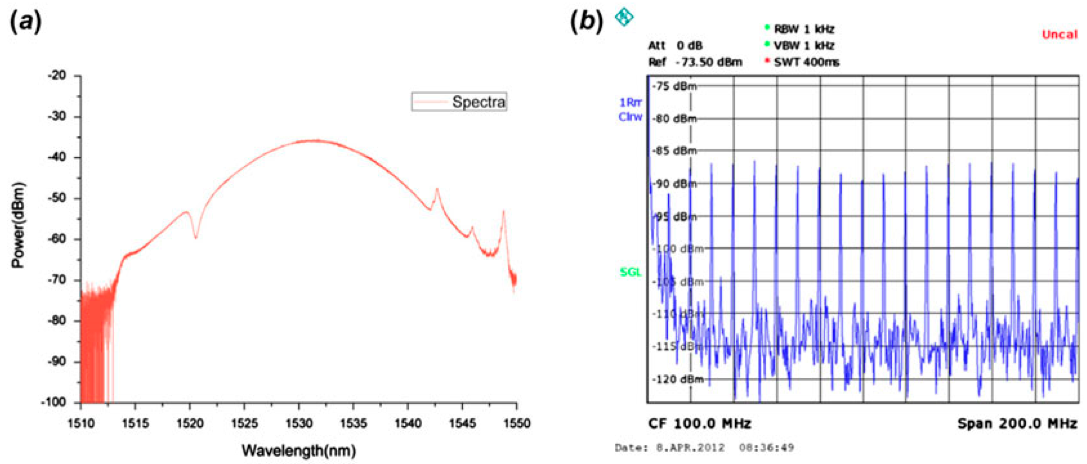 (a)
-20
-30
-40
-50
-60
-70
-80
-90
-100
Power(dBm)
Spectra
1510 1515 1520 1525 1530 1535 1540 1545 1550
Wavelength(nm)
(b)
RBW 1 kHz
Att 0 dB VBW 1 kHz
Ref -73.50 dBm SWT 400ms
Uncal
1Rm
Clrw
SGL
-75 dBm
-80 dBm
-85 dBm
-90 dBm
-95 dBm
-100 dBm
-105 dBm
-110 dBm
-115 dBm
-120 dBm
CF 100.0 MHz Span 200.0 MHz
Date: 8.APR.2012 08:36:49